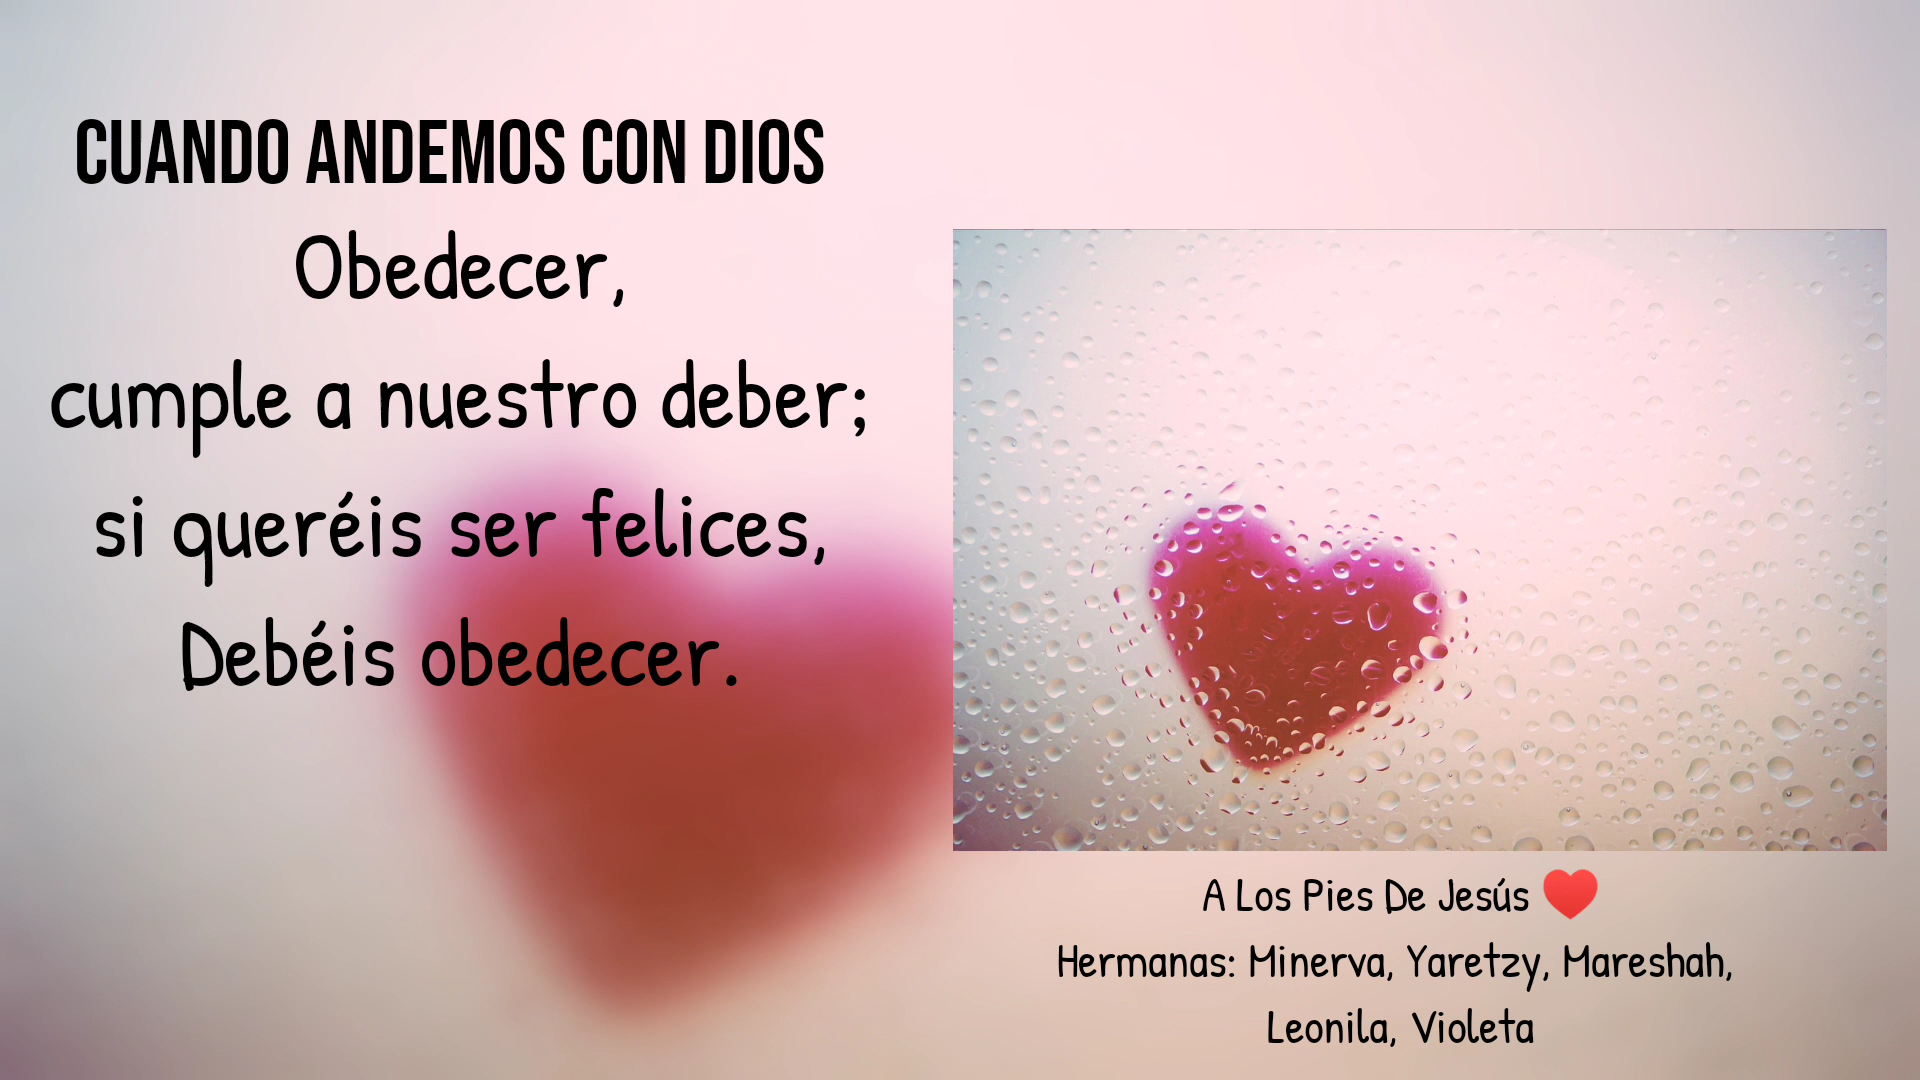 CUANDO ANDEMOS CON DIOS
Obedecer,
cumple a nuestro deber;
si queréis ser felices,
Debéis obedecer.
A Los Pies De Jesús ♥
Hermanas: Minerva, Yaretzy, Mareshah,
Leonila, Violeta